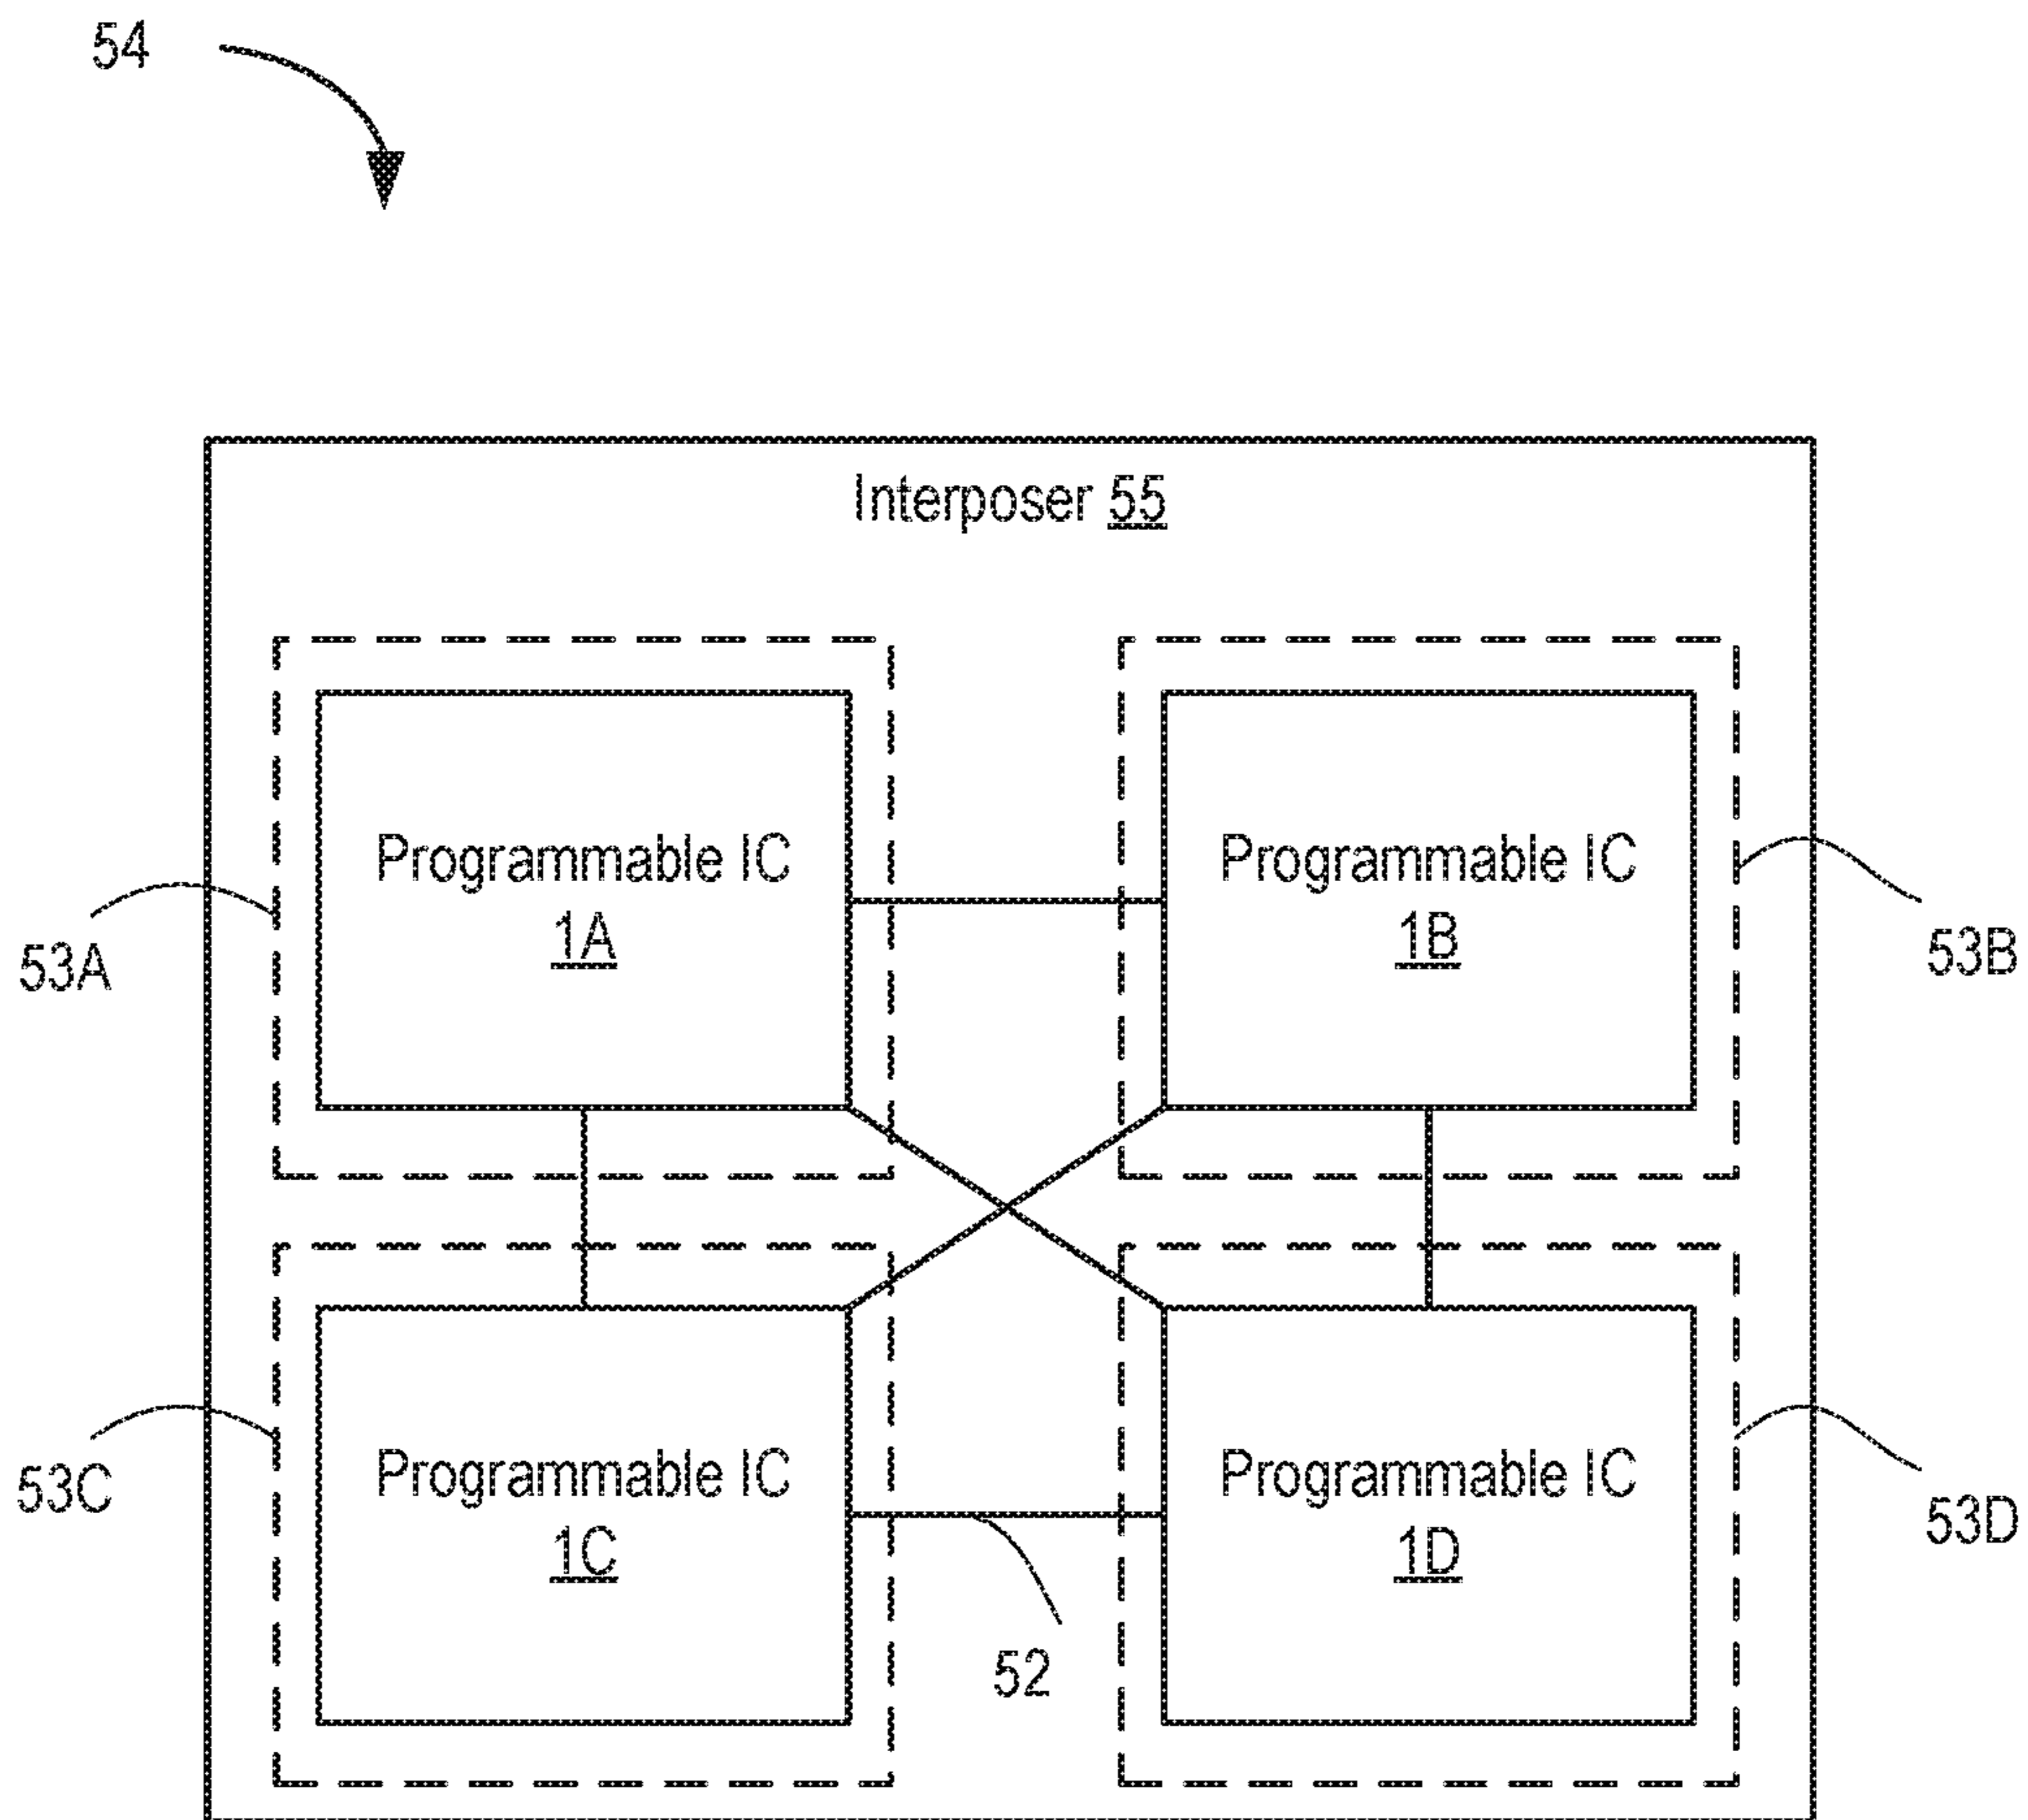 54
Interposer 55
Programmable IC
1A
Programmable IC
1B
53A
53B
Programmable IC
1C
Programmable IC
1D
53C
53D
52